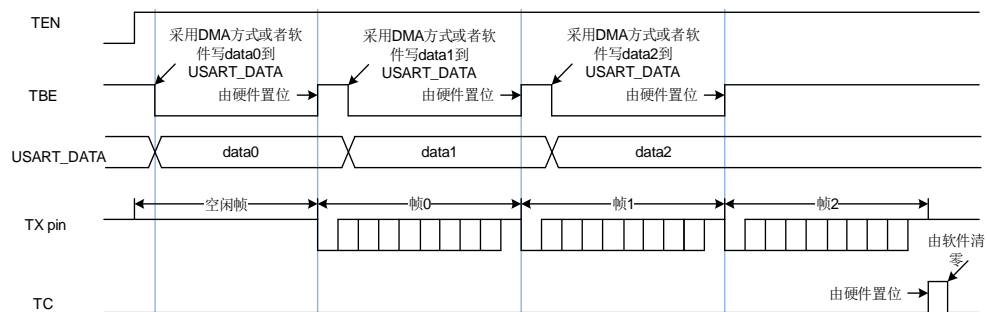 TEN
采用DMA方式或者软
件写data0到
USART_DATA
采用DMA方式或者软
件写data1到
USART_DATA
采用DMA方式或者软
件写data2到
USART_DATA
TBE
由硬件置位
由硬件置位
由硬件置位
USART_DATA
data0
data1
data2
空闲帧
帧0
帧1
帧2
TX pin
由软件清
零
由硬件置位
TC